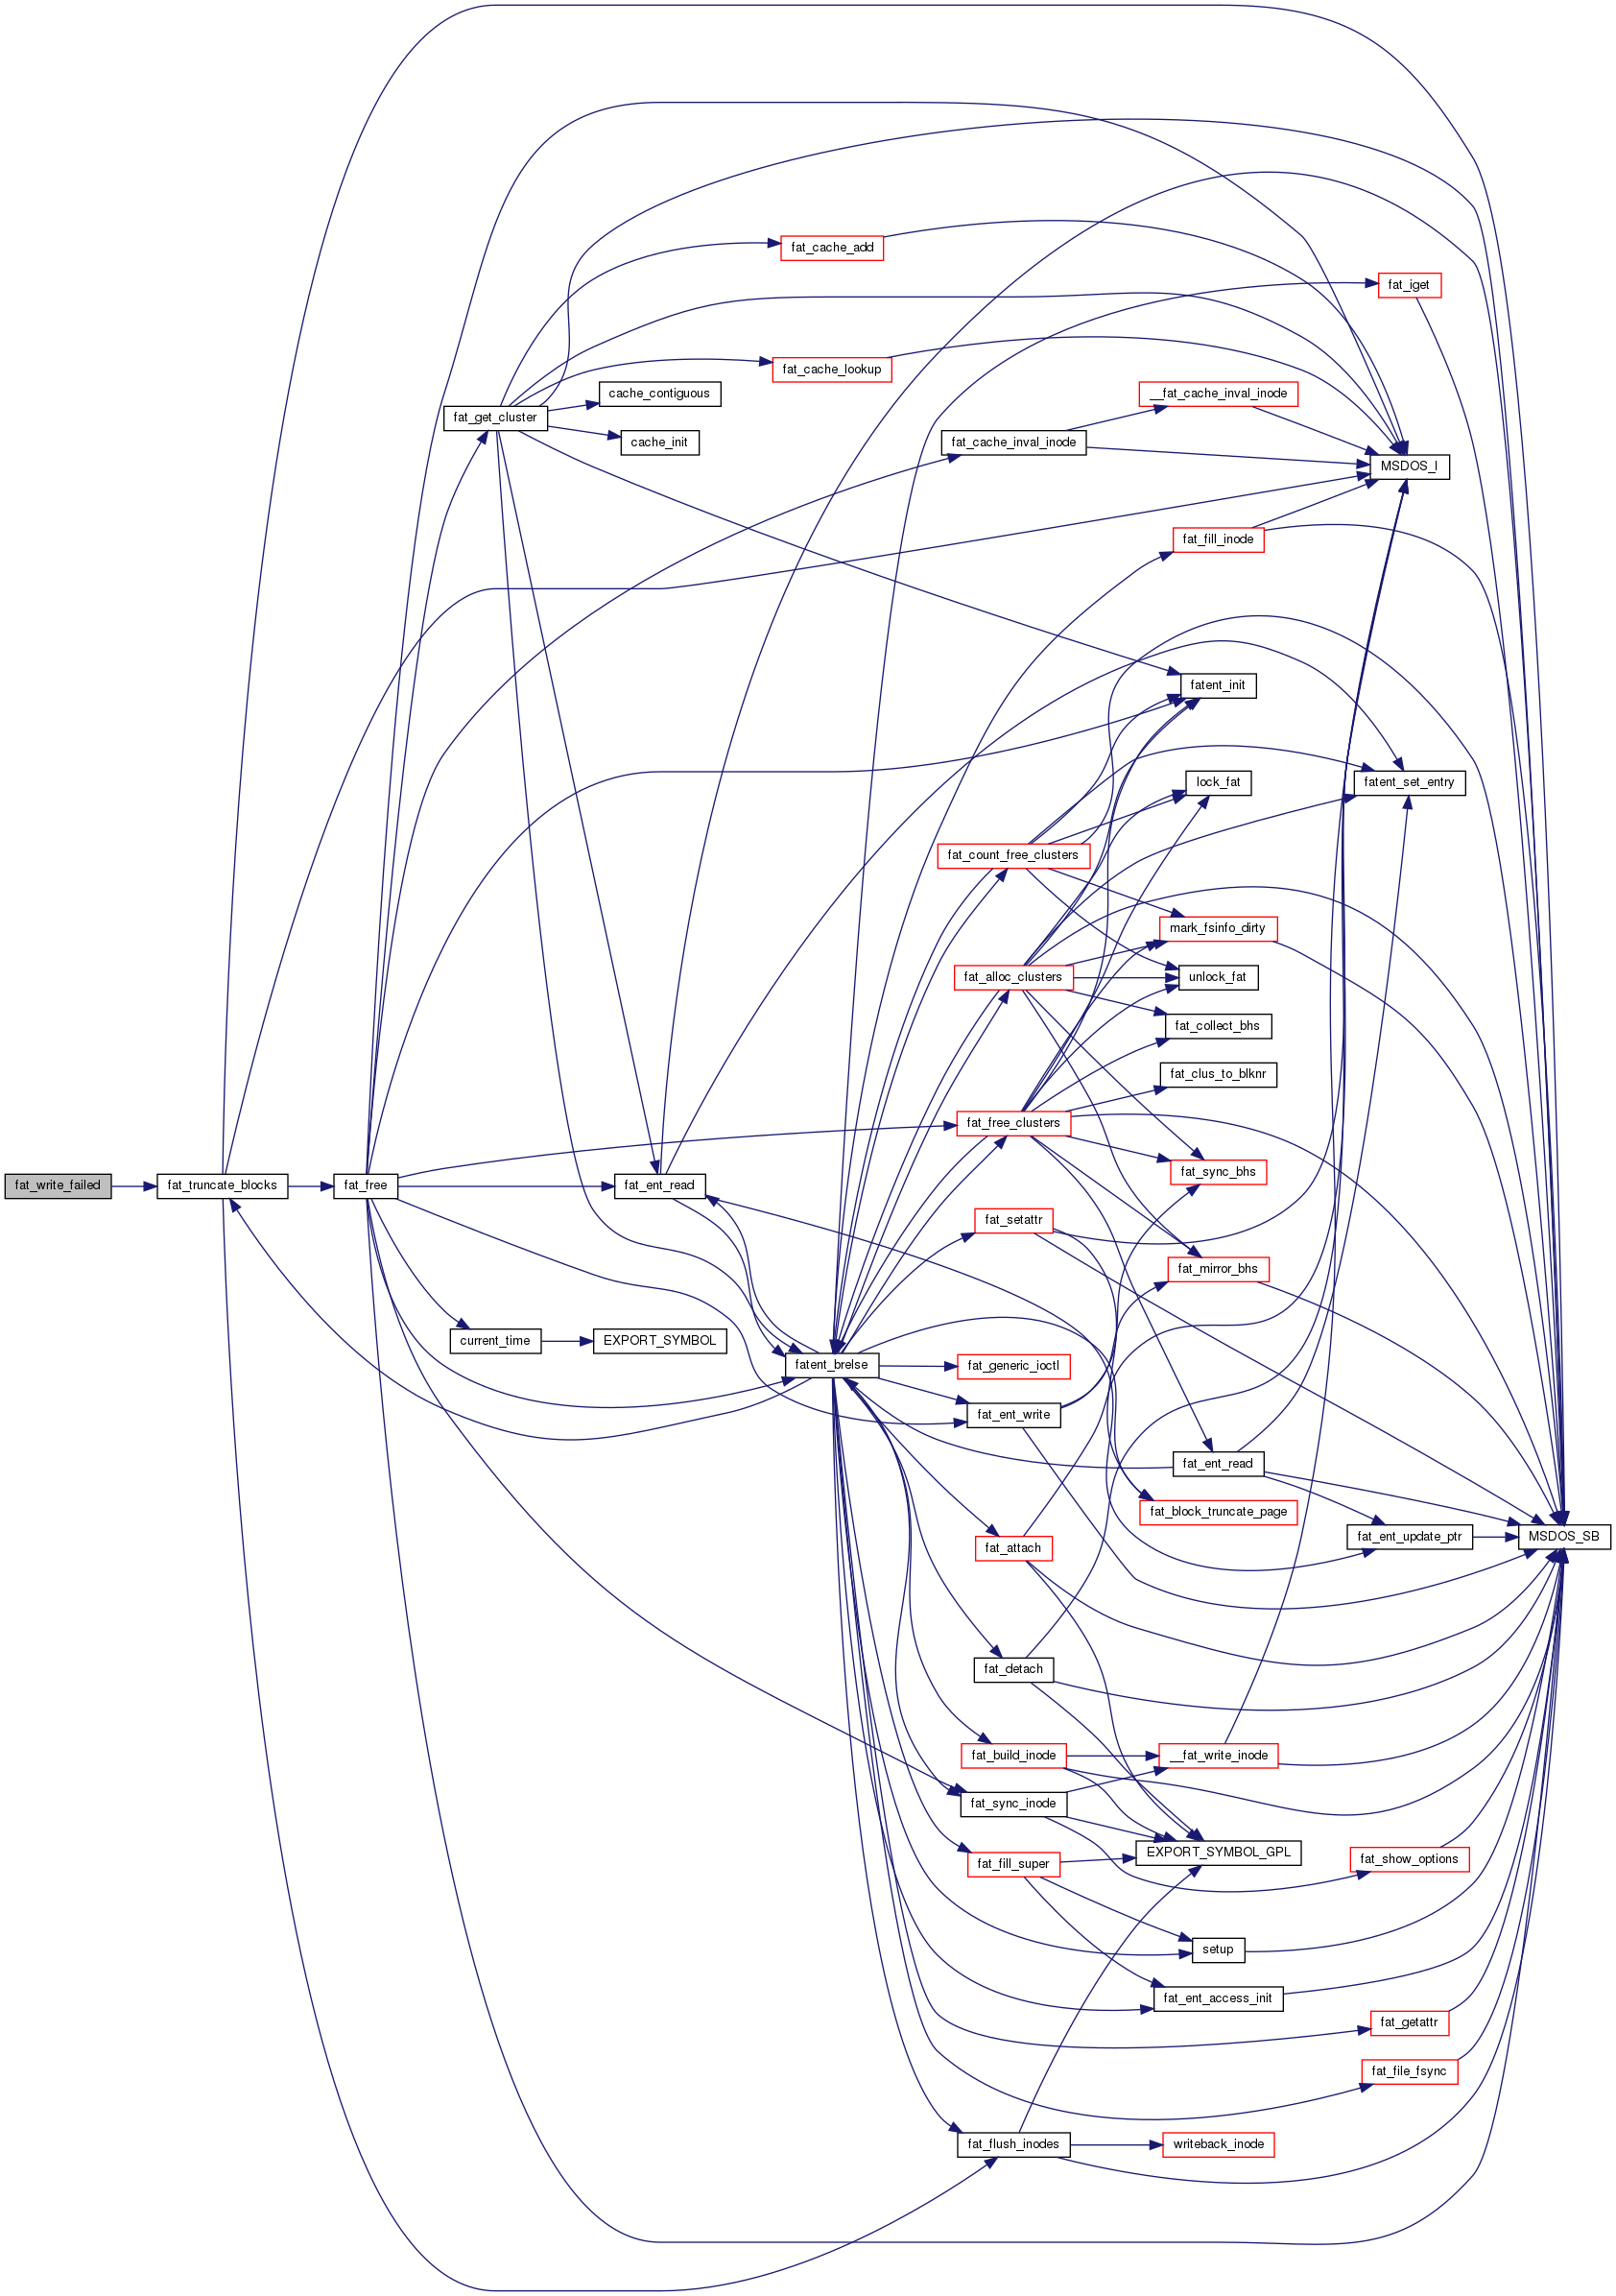 fat_cache_add
fat_iget
fat_cache_lookup
cache_contiguous
__fat_cache_inval_inode
fat_get_cluster
cache_init
fat_cache_inval_inode
MSDOS_I
fat_fill_inode
fatent_init
lock_fat
fatent_set_entry
fat_count_free_clusters
mark_fsinfo_dirty
fat_alloc_clusters
unlock_fat
fat_collect_bhs
fat_clus_to_blknr
fat_free_clusters
fat_sync_bhs
fat_write_failed
fat_truncate_blocks
fat_free
fat_ent_read
fat_setattr
fat_mirror_bhs
current_time
EXPORT_SYMBOL
fatent_brelse
fat_generic_ioctl
fat_ent_write
fat_ent_read
fat_block_truncate_page
fat_attach
fat_ent_update_ptr
MSDOS_SB
fat_detach
fat_build_inode
__fat_write_inode
fat_sync_inode
EXPORT_SYMBOL_GPL
fat_show_options
fat_fill_super
setup
fat_ent_access_init
fat_getattr
fat_file_fsync
fat_flush_inodes
writeback_inode